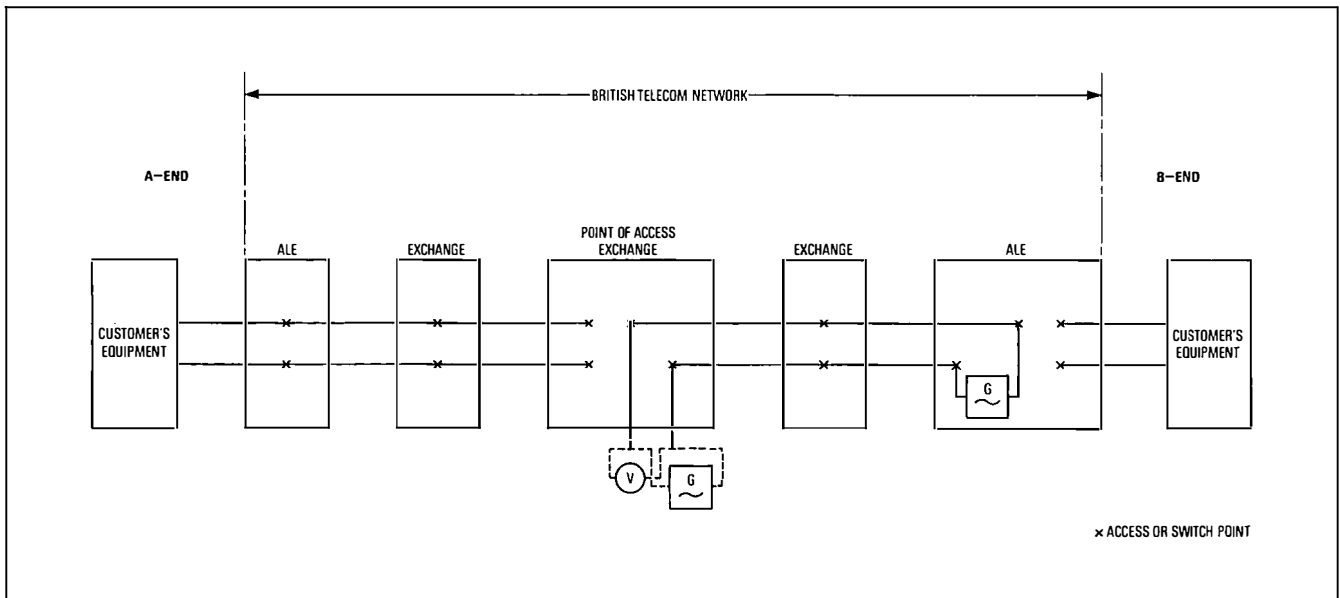 BRITISH TELECOM NETWORK
A–END
B–END
ALE
EXCHANGE
POINT OF ACCESS
EXCHANGE
EXCHANGE
ALE
CUSTOMER'S
EQUIPMENT
CUSTOMER'S
EQUIPMENT
G
V
G
× ACCESS OR SWITCH POINT